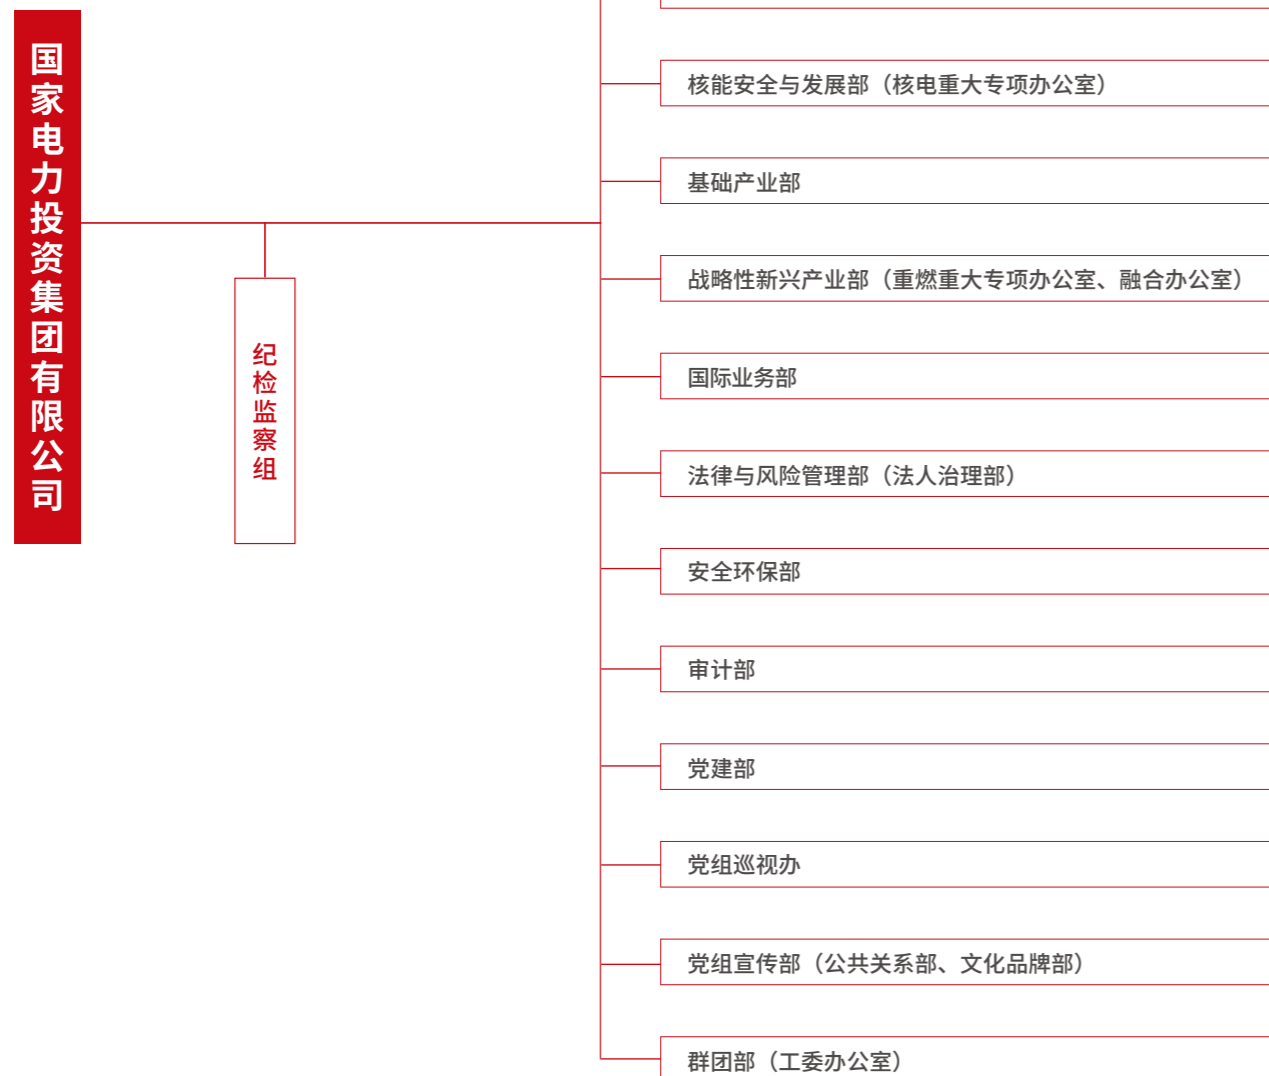 国家电力投资集团有限公司
纪检监察组
核能安全与发展部（核电重大专项办公室）
基础产业部
战略性新兴产业部（重燃重大专项办公室、融合办公室）
国际业务部
法律与风险管理部（法人治理部）
安全环保部
审计部
党建部
党组巡视办
党组宣传部（公共关系部、文化品牌部）
群团部（工委办公室）